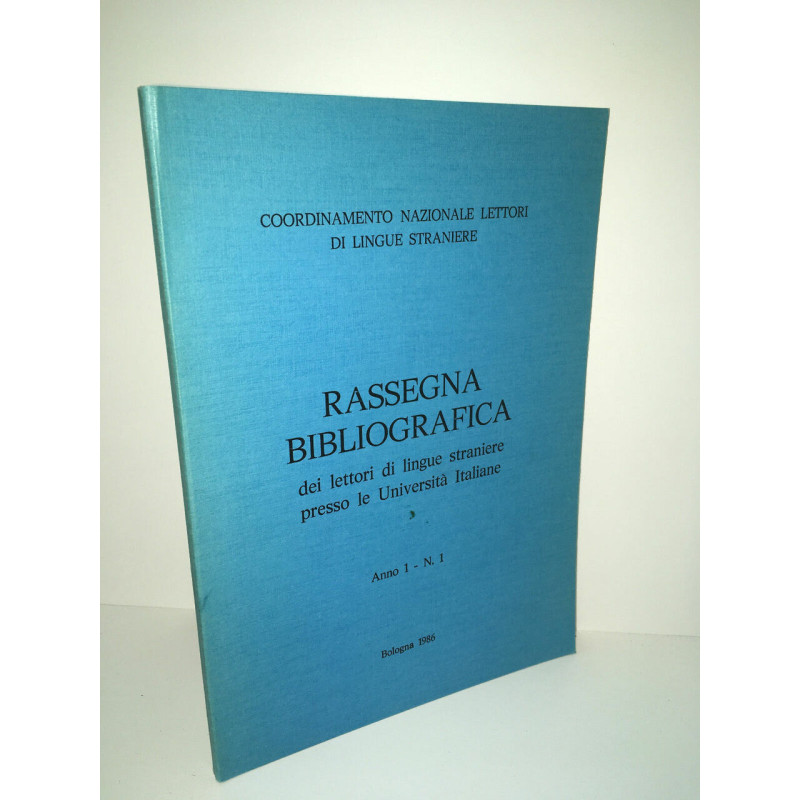 COORDINAMENTO NAZIONALE LETTORI
DI LINGUE STRANIERE
RASSEGNA
BIBLIOGRAFICA
dei lettori di lingue straniere
presso le Università Italiane
Anno I - N. 1
Bologna 1986